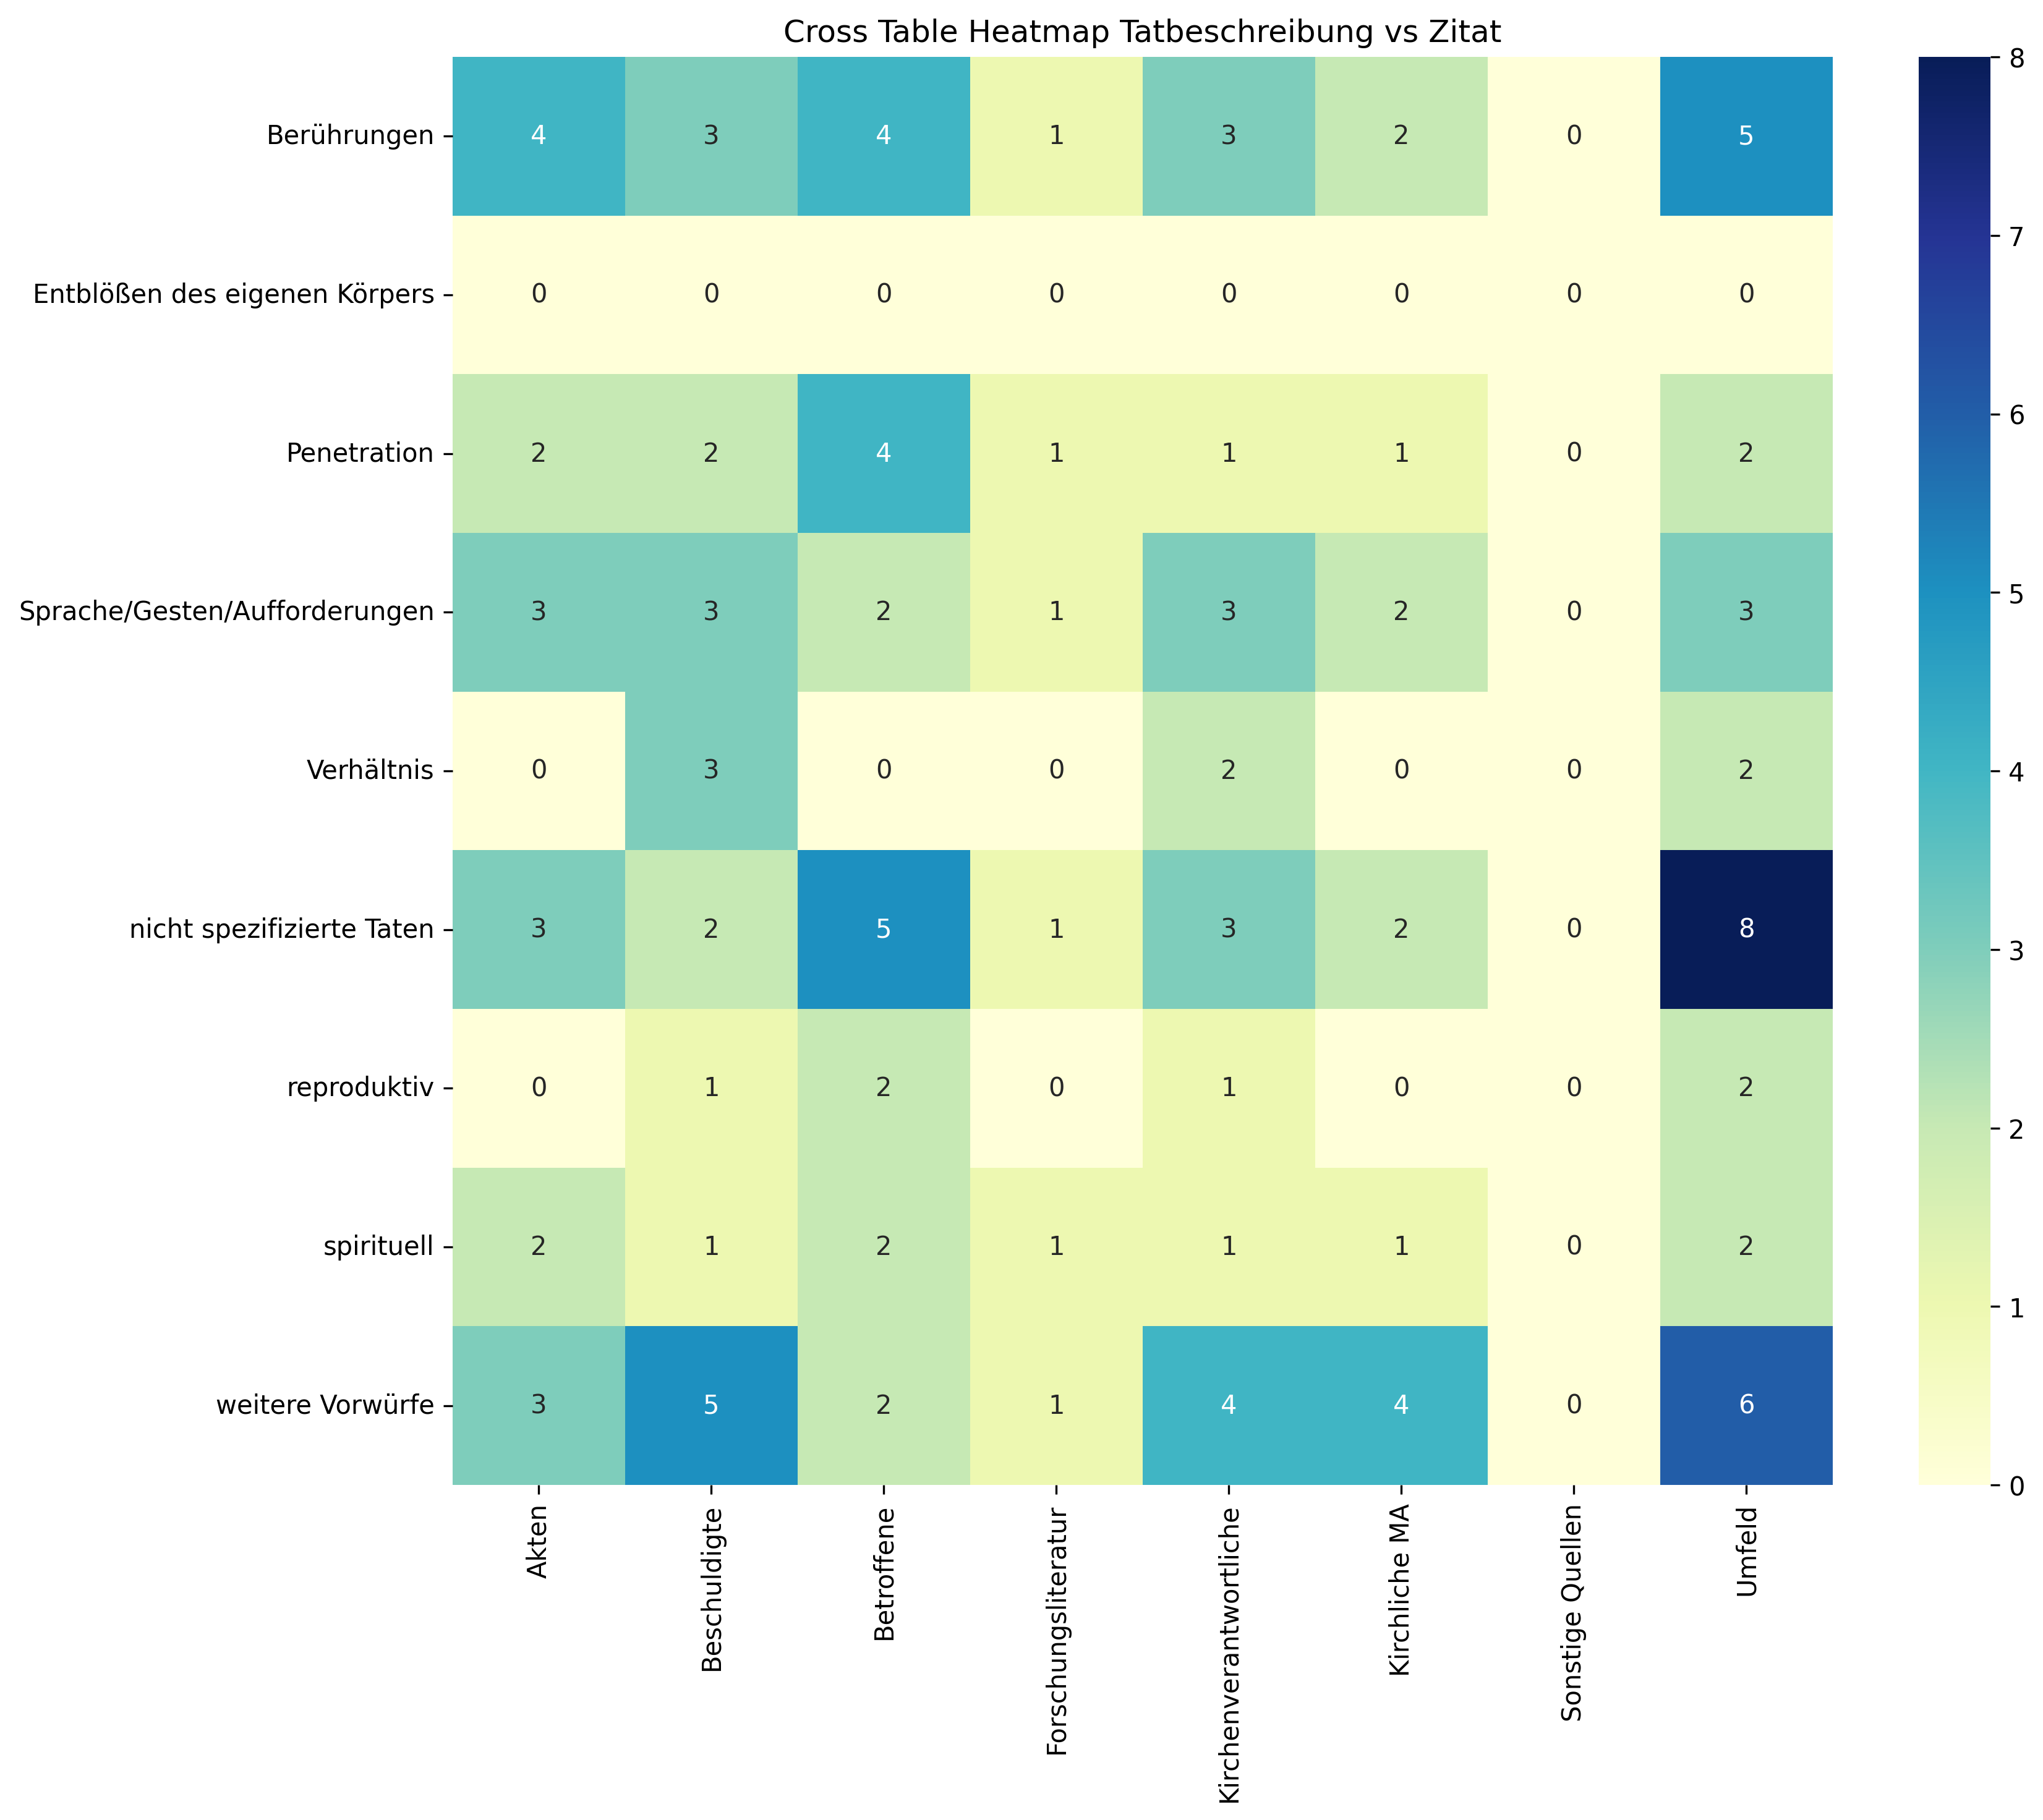 Cross Table Heatmap Tatbeschreibung vs Zitat
Berührungen 4 3 4 1 3 2 0 5
Entblößen des eigenen Körpers 0 0 0 0 0 0 0 0
Penetration 2 2 4 1 1 1 0 2
Sprache/Gesten/Aufforderungen 3 3 2 1 3 2 0 3
Verhältnis 0 3 0 0 2 0 0 2
nicht spezifizierte Taten 3 2 5 1 3 2 0 8
reproduktiv 0 1 2 0 1 0 0 2
spirituell 2 1 2 1 1 1 0 2
weitere Vorwürfe 3 5 2 1 4 4 0 6
Akten
Beschuldigte
Betroffene
Forschungsliteratur
Kirchenverantwortliche
Kirchliche MA
Sonstige Quellen
Umfeld
8
7
6
5
4
3
2
1
0